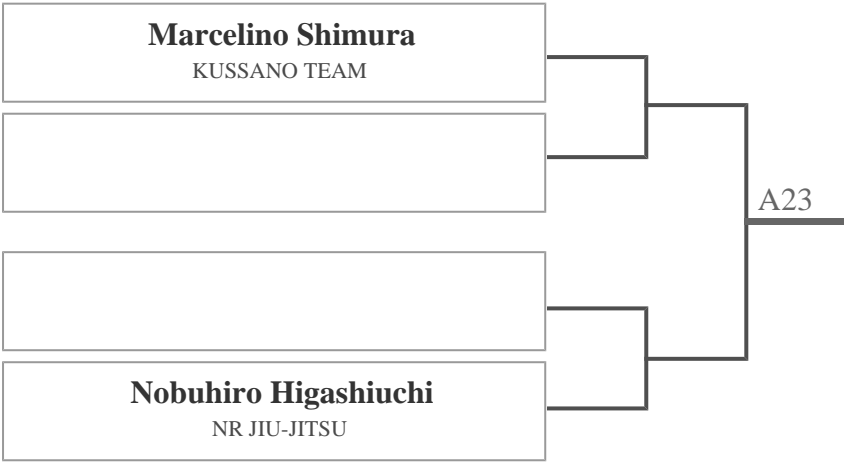 Marcelino Shimura
KUSSANO TEAM
A23
Nobuhiro Higashiuchi
NR JIU-JITSU